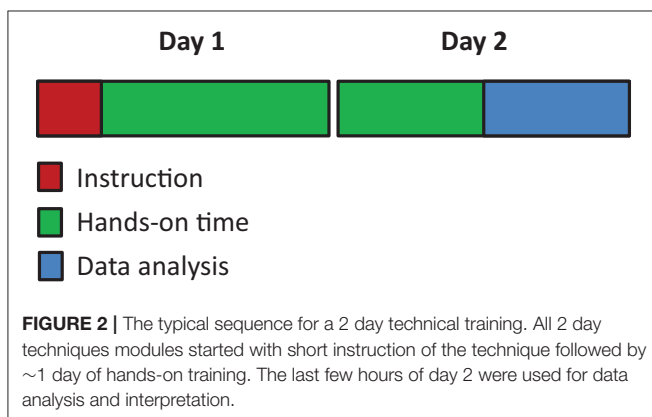 Day 1 Day 2
Instruction
Hands-on time
Data analysis
FIGURE 2 | The typical sequence for a 2 day technical training. All 2 day
techniques modules started with short instruction of the technique followed by
∼1 day of hands-on training. The last few hours of day 2 were used for data
analysis and interpretation.